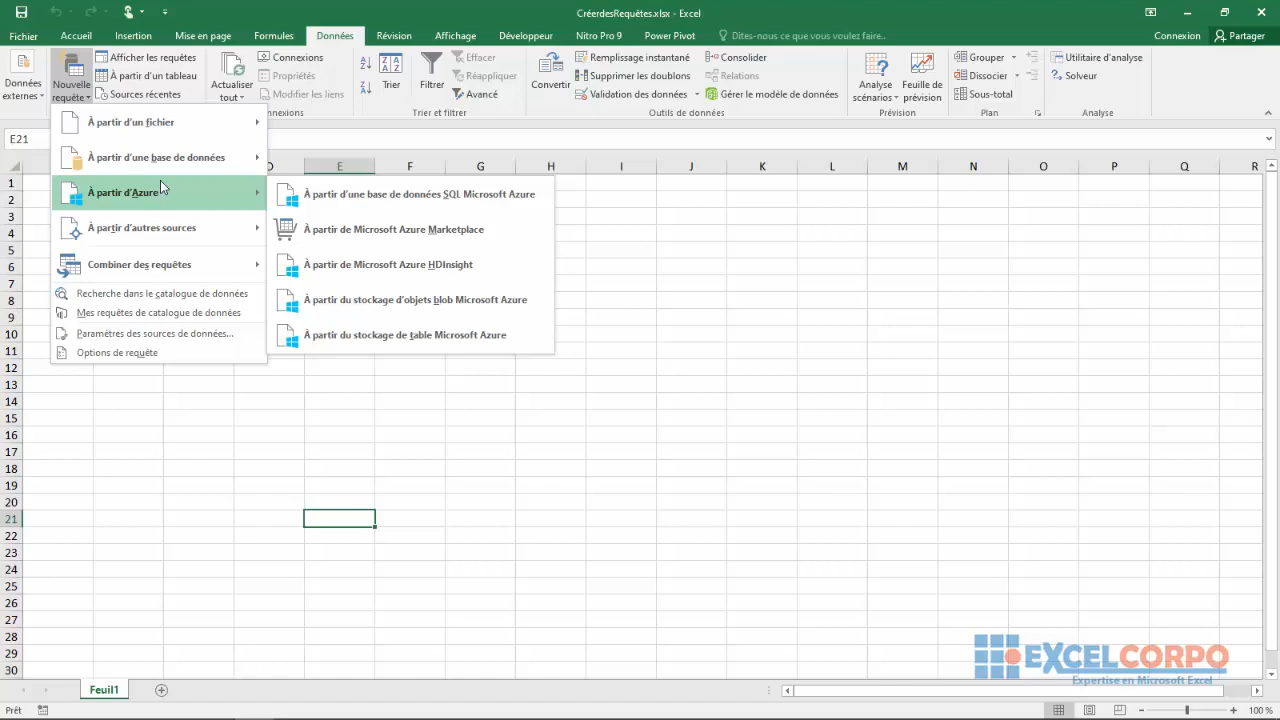 CréerdesRequêtes.xlsx - Excel
Fichier Accueil Insertion Mise en page Formules Données Révision Affichage Développeur Nitro Pro 9 Power Pivot Dites-nous ce que vous voulez faire.. Connexion Partager
Données externes
Nouvelle requête
Afficher les requêtes
À partir d'un tableau
Sources récentes
Actualiser tout
Connexions
Propriétés
Modifier les liens
nnexions
Trier
Filtrer
Effacer
Réappliquer
Avancé
Trier et filtrer
Convertir
Remplissage instantané
Supprimer les doublons
Validation des données
Consolider
Relations
Gérer le modèle de données
Outils de données
Analyse scénarios
Feuille de prévision
Prévision
Grouper
Dissocier
Sous-total
Plan
Utilitaire d'analyse
Solveur
Analyse
E21
À partir d'un fichier
À partir d'une base de données
À partir d'Azure
À partir d'autres sources
Combiner des requêtes
Recherche dans le catalogue de données
Mes requêtes de catalogue de données
Paramètres des sources de données...
Options de requête
À partir d'une base de données SQL Microsoft Azure
À partir de Microsoft Azure Marketplace
À partir de Microsoft Azure HDInsight
À partir du stockage d'objets blob Microsoft Azure
À partir du stockage de table Microsoft Azure
D E F G H I J K L M N O P Q R
1
2
3
4
5
6
7
8
9
10
11
12
13
14
15
16
17
18
19
20
21
22
23
24
25
26
27
28
29
30
EXCELCORPO
Expertise en Microsoft Excel
Feuil1
Prêt
100 %